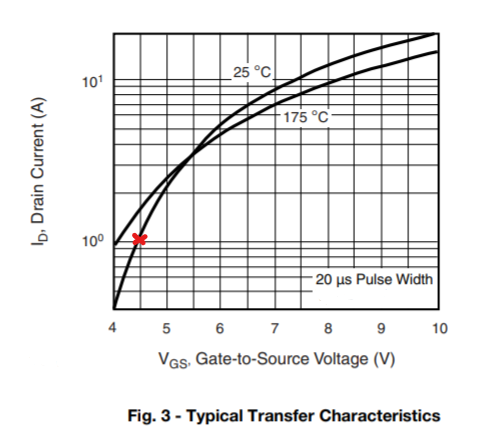 I_D, Drain Current (A)
10¹
10⁰
25 °C
175 °C
20 µs Pulse Width
4 5 6 7 8 9 10
V_GS, Gate-to-Source Voltage (V)
Fig. 3 - Typical Transfer Characteristics